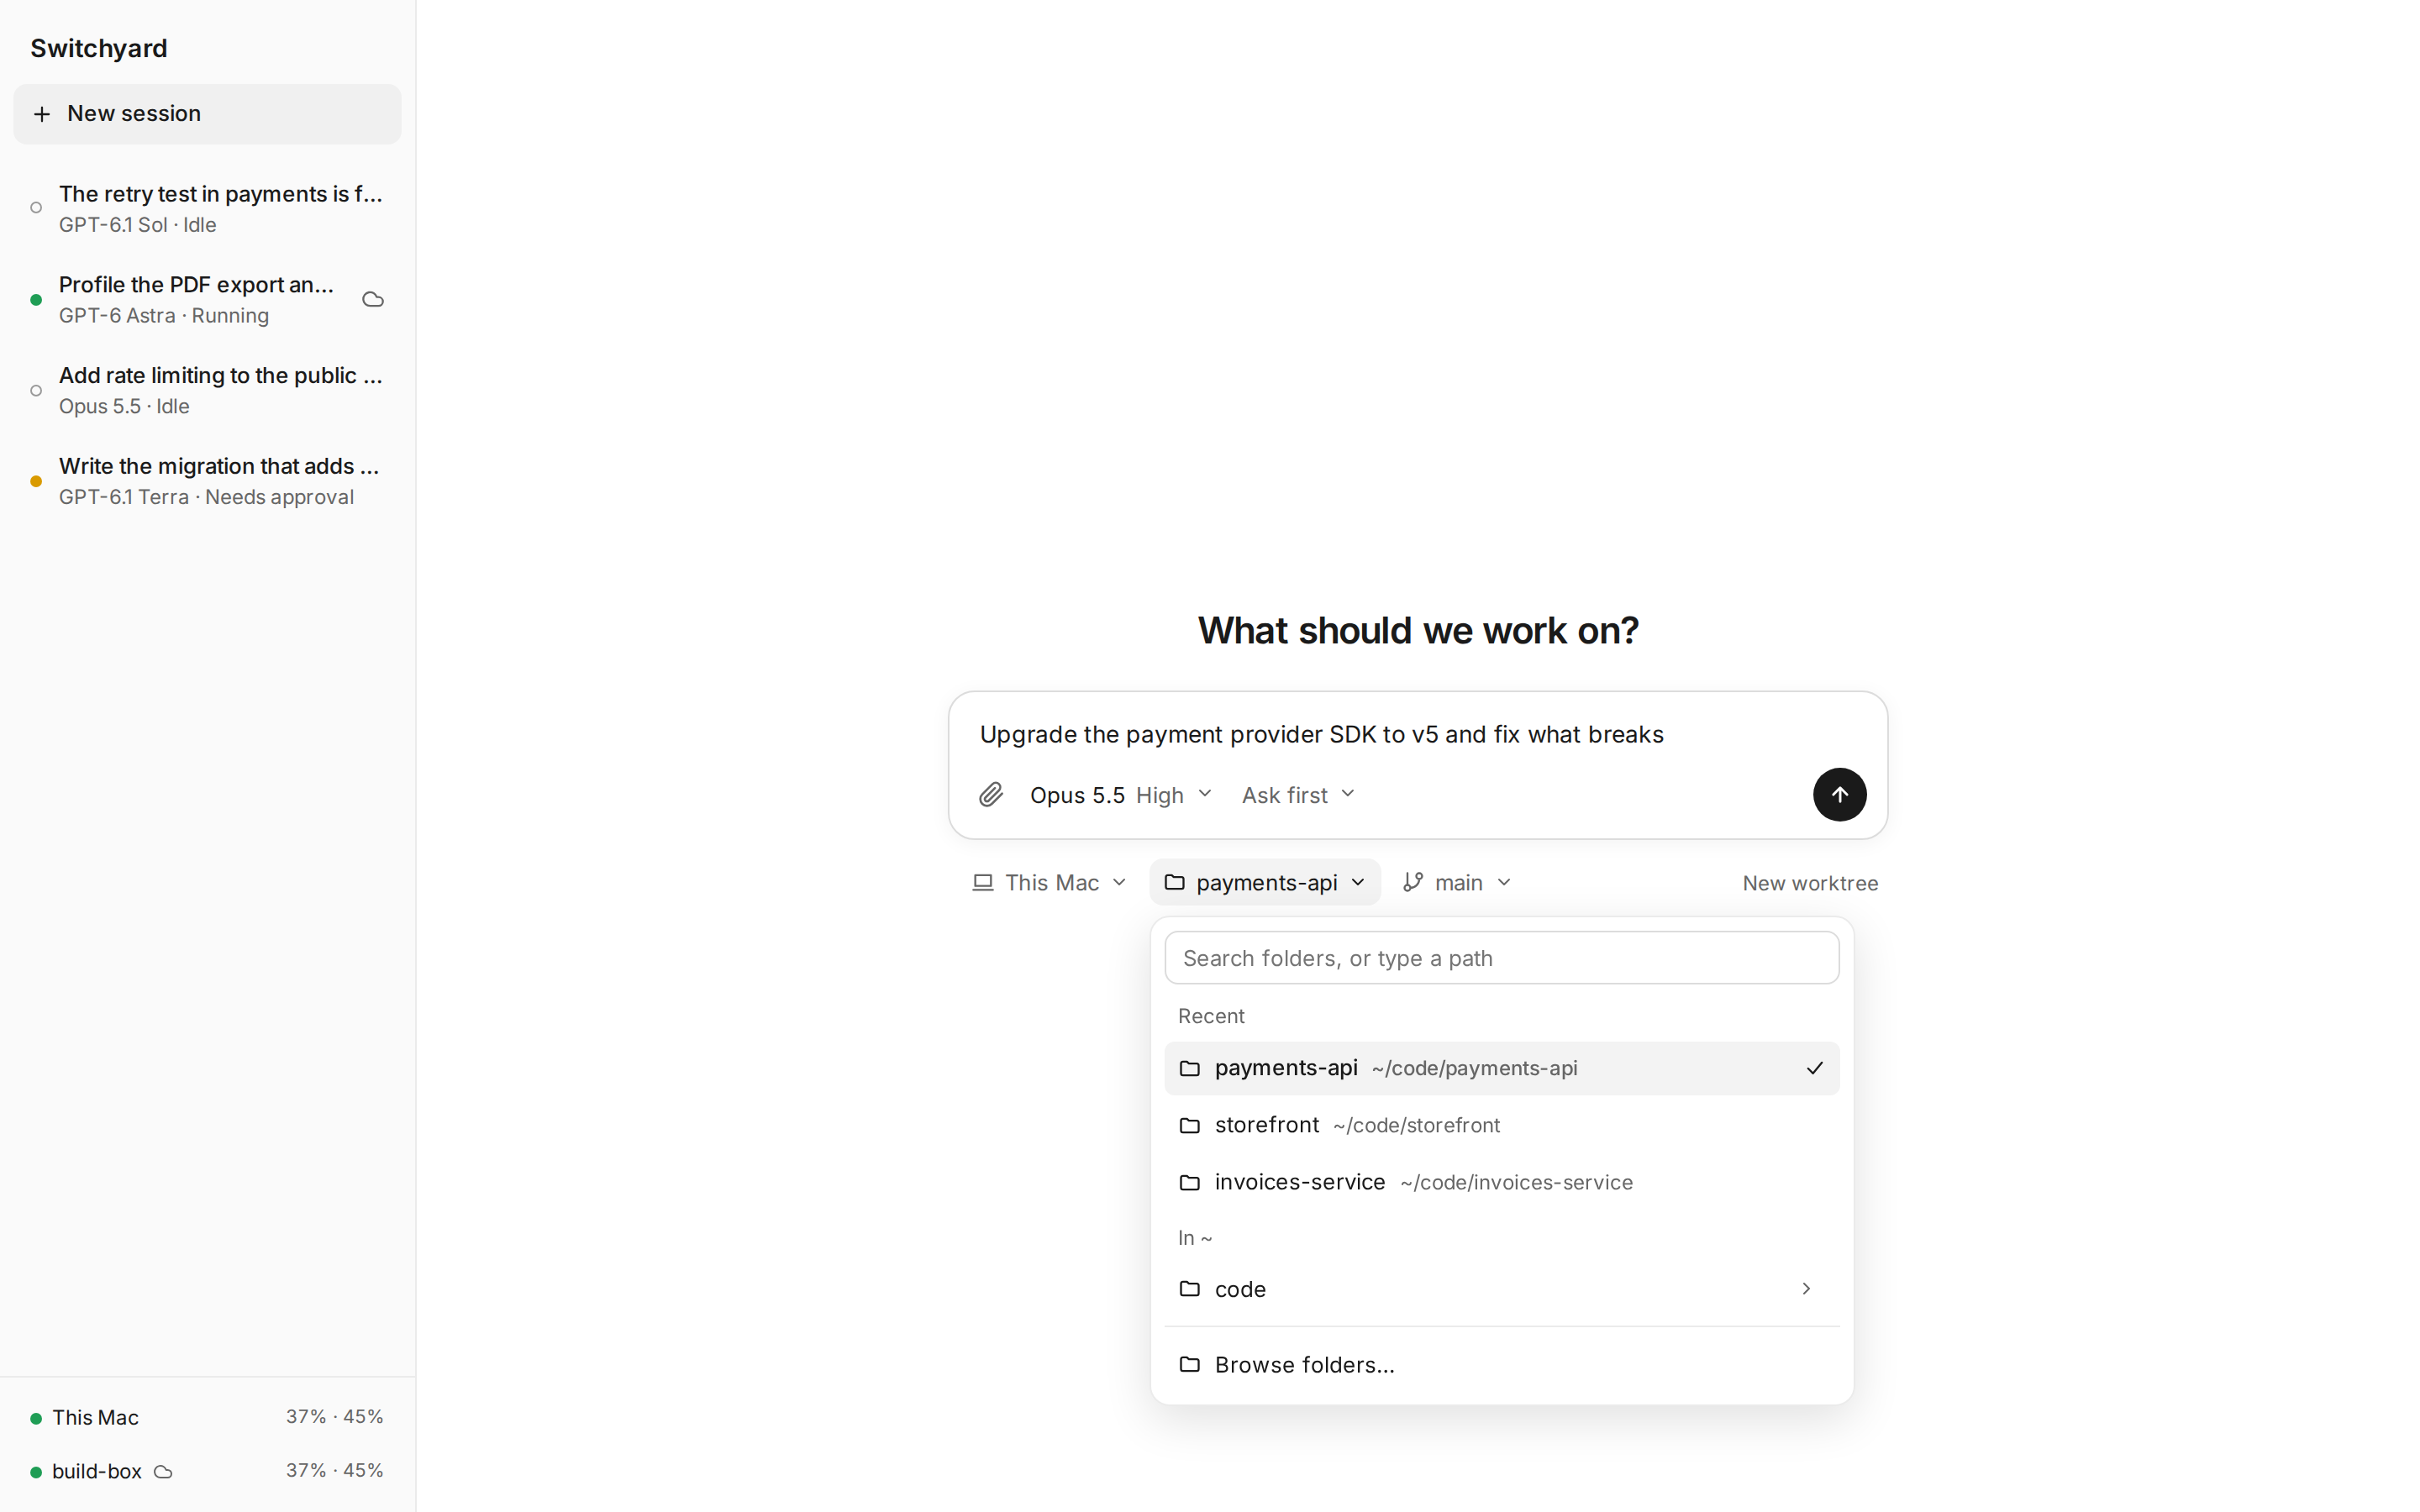 Switchyard
New session
The retry test in payments is f...
GPT-6.1 Sol · Idle
Profile the PDF export an...
GPT-6 Astra · Running
Add rate limiting to the public ...
Opus 5.5 · Idle
Write the migration that adds ...
GPT-6.1 Terra · Needs approval
This Mac 37% · 45%
build-box 37% · 45%
What should we work on?
Upgrade the payment provider SDK to v5 and fix what breaks
Opus 5.5 High Ask first
This Mac payments-api main New worktree
Search folders, or type a path
Recent
payments-api ~/code/payments-api
storefront ~/code/storefront
invoices-service ~/code/invoices-service
In ~
code
Browse folders...